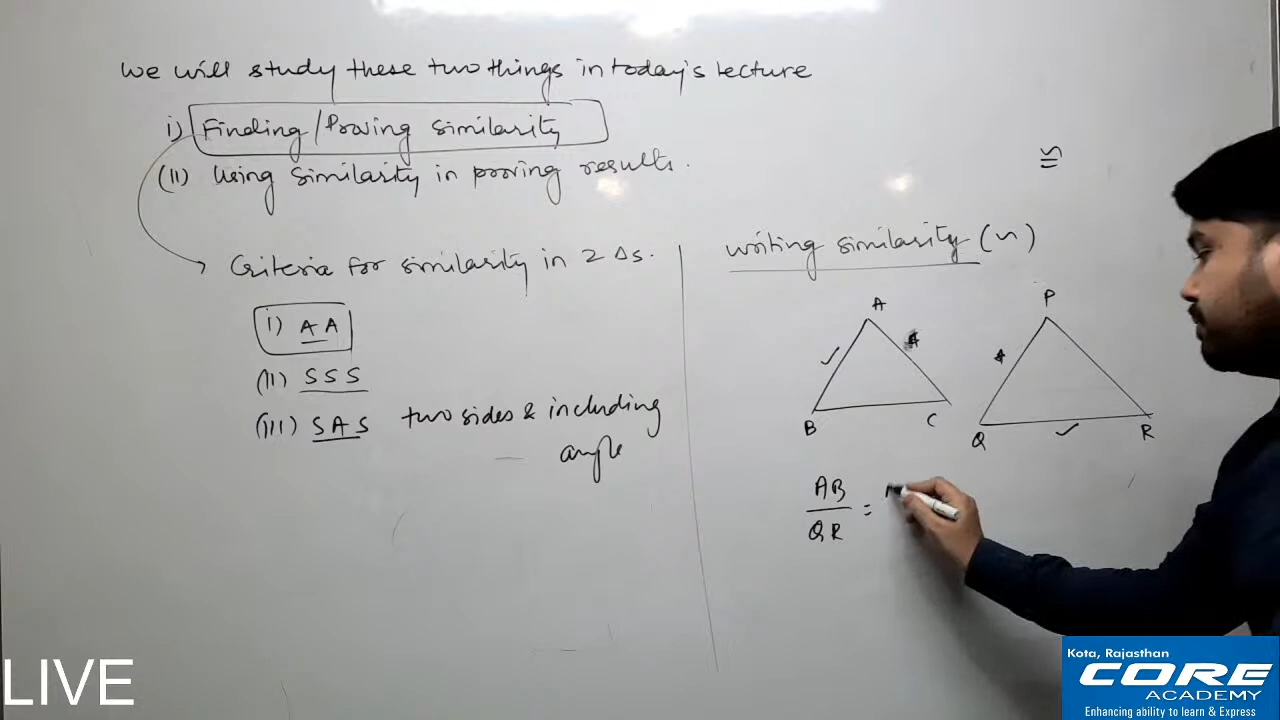 We will study these two things in today's lecture
i) Finding/Proving Similarity
(II) Using Similarity in proving results.
≅
Criteria for similarity in 2 Δs.
i) AA
(II) SSS
(III) SAS two sides & including
angle
Writing similarity (~)
A
B
C
P
Q
R
AB
QR
=
LIVE
Kota, Rajasthan
CORE
ACADEMY
Enhancing ability to learn & Express